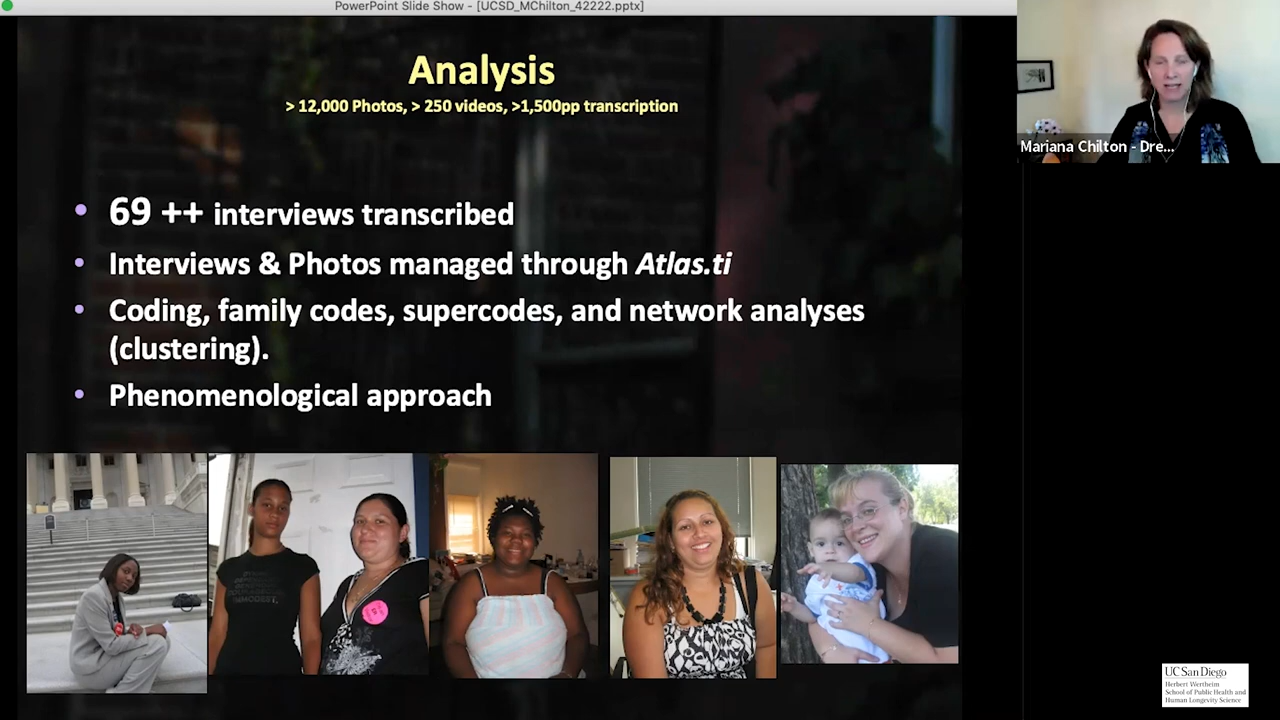 PowerPoint Slide Show - [UCSD_MChilton_42222.pptx]
Analysis
> 12,000 Photos, > 250 videos, >1,500pp transcription
• 69 ++ interviews transcribed
• Interviews & Photos managed through Atlas.ti
• Coding, family codes, supercodes, and network analyses
(clustering).
• Phenomenological approach
Mariana Chilton - Dre...
UC San Diego
Herbert Wertheim
School of Public Health and
Human Longevity Science